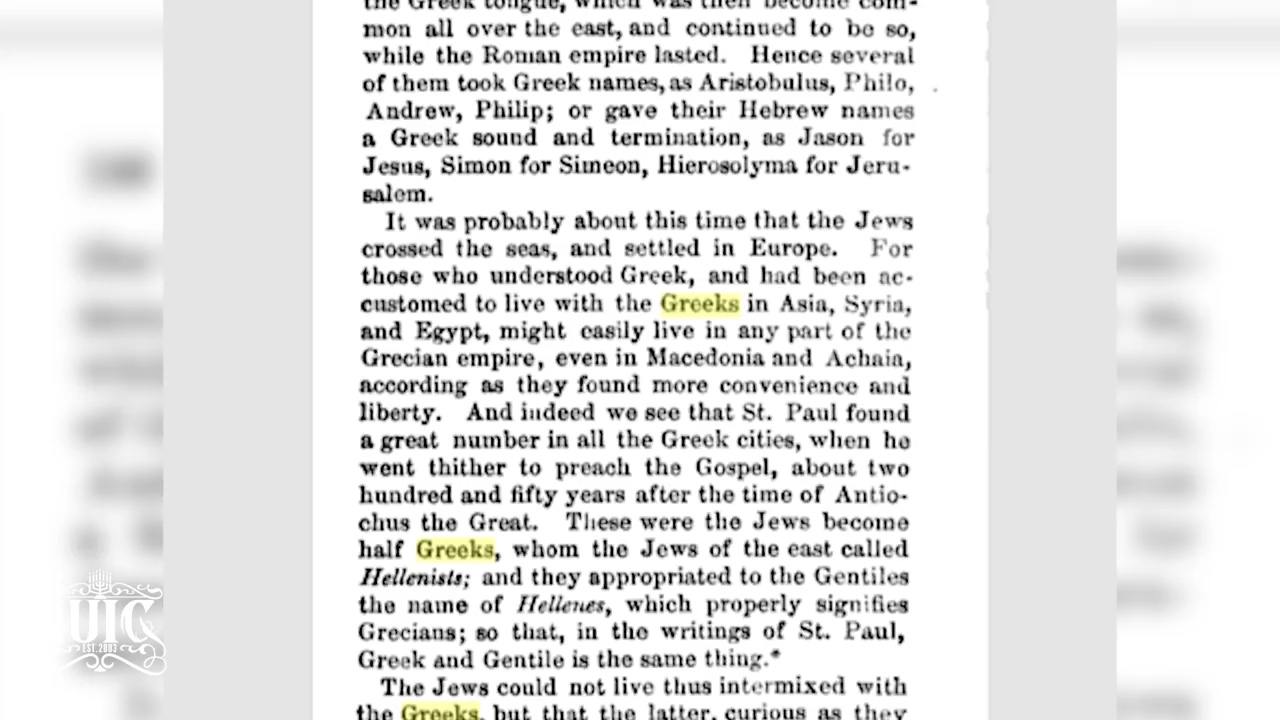 the Greek tongue, which was then become com-
mon all over the east, and continued to be so,
while the Roman empire lasted. Hence several
of them took Greek names, as Aristobulus, Philo,
Andrew, Philip; or gave their Hebrew names
a Greek sound and termination, as Jason for
Jesus, Simon for Simeon, Hierosolyma for Jeru-
salem.
It was probably about this time that the Jews
crossed the seas, and settled in Europe. For
those who understood Greek, and had been ac-
customed to live with the Greeks in Asia, Syria,
and Egypt, might easily live in any part of the
Grecian empire, even in Macedonia and Achaia,
according as they found more convenience and
liberty. And indeed we see that St. Paul found
a great number in all the Greek cities, when he
went thither to preach the Gospel, about two
hundred and fifty years after the time of Antio-
chus the Great. These were the Jews become
half Greeks, whom the Jews of the east called
Hellenists; and they appropriated to the Gentiles
the name of Hellenes, which properly signifies
Grecians; so that, in the writings of St. Paul,
Greek and Gentile is the same thing.*
The Jews could not live thus intermixed with
the Greeks, but that the latter, curious as they
IUIC
EST. 2003